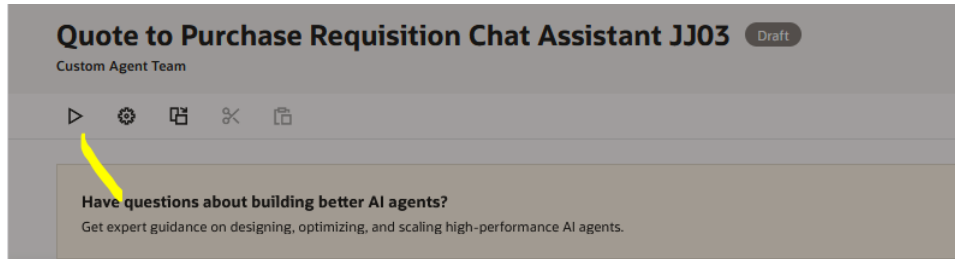 Quote to Purchase Requisition Chat Assistant JJ03 Draft
Custom Agent Team
Have questions about building better AI agents?
Get expert guidance on designing, optimizing, and scaling high-performance AI agents.